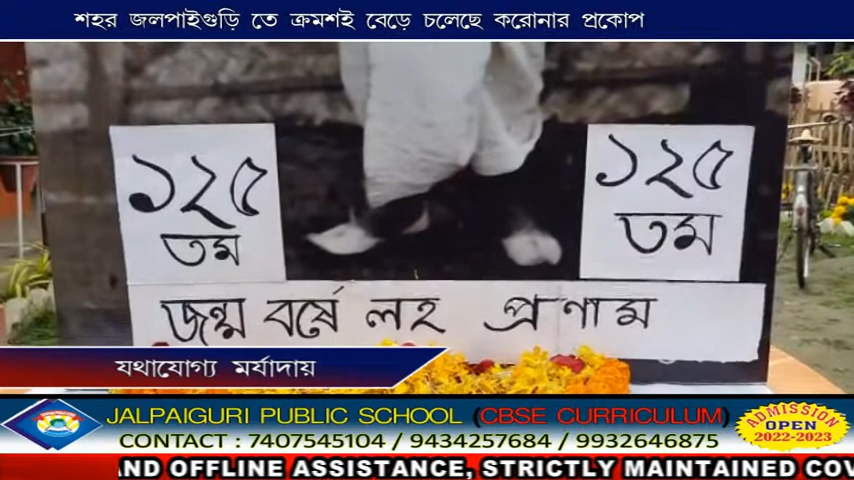 শহর জলপাইগুড়ি তে ক্রমশই বেড়ে চলেছে করোনার প্রকোপ
১২৫
তম
১২৫
তম
জন্ম বর্ষে লহ প্রণাম
যথাযোগ্য মর্যাদায়
JALPAIGURI PUBLIC SCHOOL (CBSE CURRICULUM)
CONTACT : 7407545104 / 9434257684 / 9932646875
ADMISSION
OPEN
2022-2023
AND OFFLINE ASSISTANCE, STRICTLY MAINTAINED COV